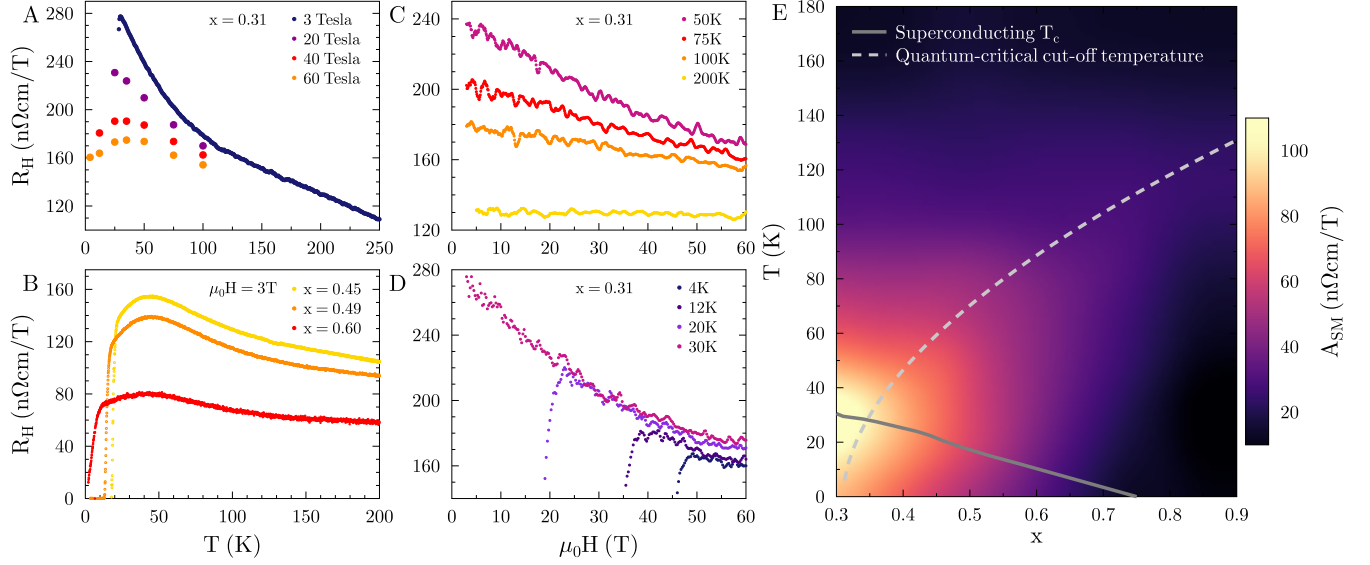 A
x = 0.31
3 Tesla
20 Tesla
40 Tesla
60 Tesla
R_H (nΩcm/T)
280
240
200
160
120
0
50
100
150
200
250
B
μ₀H = 3T
x = 0.45
x = 0.49
x = 0.60
R_H (nΩcm/T)
160
120
80
40
0
0
50
100
150
200
T (K)
C
x = 0.31
50K
75K
100K
200K
240
200
160
120
0
10
20
30
40
50
60
D
x = 0.31
4K
12K
20K
30K
280
240
200
160
0
10
20
30
40
50
60
μ₀H (T)
E
Superconducting T_c
Quantum-critical cut-off temperature
T (K)
180
160
140
120
100
80
60
40
20
0
0.3
0.4
0.5
0.6
0.7
0.8
0.9
x
100
80
60
40
20
A_SM (nΩcm/T)